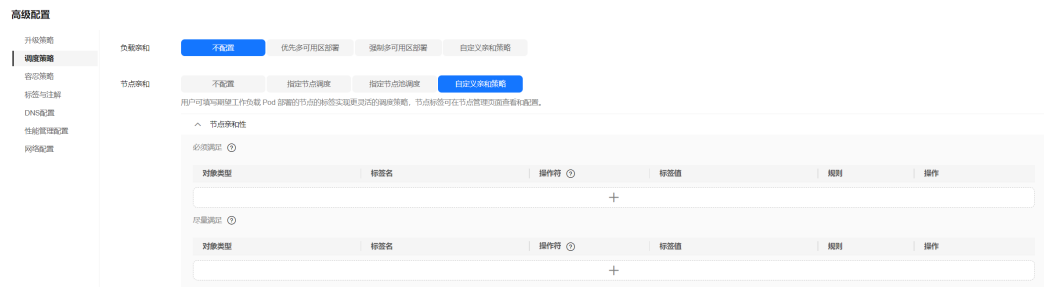 高级配置
升级策略
调度策略
容忍策略
标签与注解
DNS配置
性能管理配置
网络配置
负载亲和
不配置
优先多可用区部署
强制多可用区部署
自定义亲和策略
节点亲和
不配置
指定节点调度
指定节点池调度
自定义亲和策略
用户可填写期望工作负载 Pod 部署的节点的标签实现更灵活的调度策略，节点标签可在节点管理页面查看和配置。
节点亲和性
必须满足
对象类型 标签名 操作符 标签值 规则 操作
尽量满足
对象类型 标签名 操作符 标签值 规则 操作